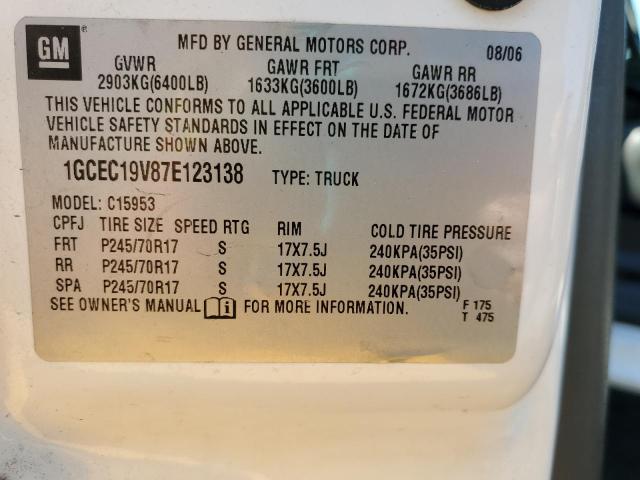 GM
MFD BY GENERAL MOTORS CORP. 08/06
GVWR GAWR FRT GAWR RR
2903KG(6400LB) 1633KG(3600LB) 1672KG(3686LB)
THIS VEHICLE CONFORMS TO ALL APPLICABLE U.S. FEDERAL MOTOR
VEHICLE SAFETY STANDARDS IN EFFECT ON THE DATE OF
MANUFACTURE SHOWN ABOVE.
1GCEC19V87E123138 TYPE: TRUCK
MODEL: C15953
CPFJ TIRE SIZE SPEED RTG RIM COLD TIRE PRESSURE
FRT P245/70R17 S 17X7.5J 240KPA(35PSI)
RR P245/70R17 S 17X7.5J 240KPA(35PSI)
SPA P245/70R17 S 17X7.5J 240KPA(35PSI)
SEE OWNER'S MANUAL FOR MORE INFORMATION. F 175
T 475